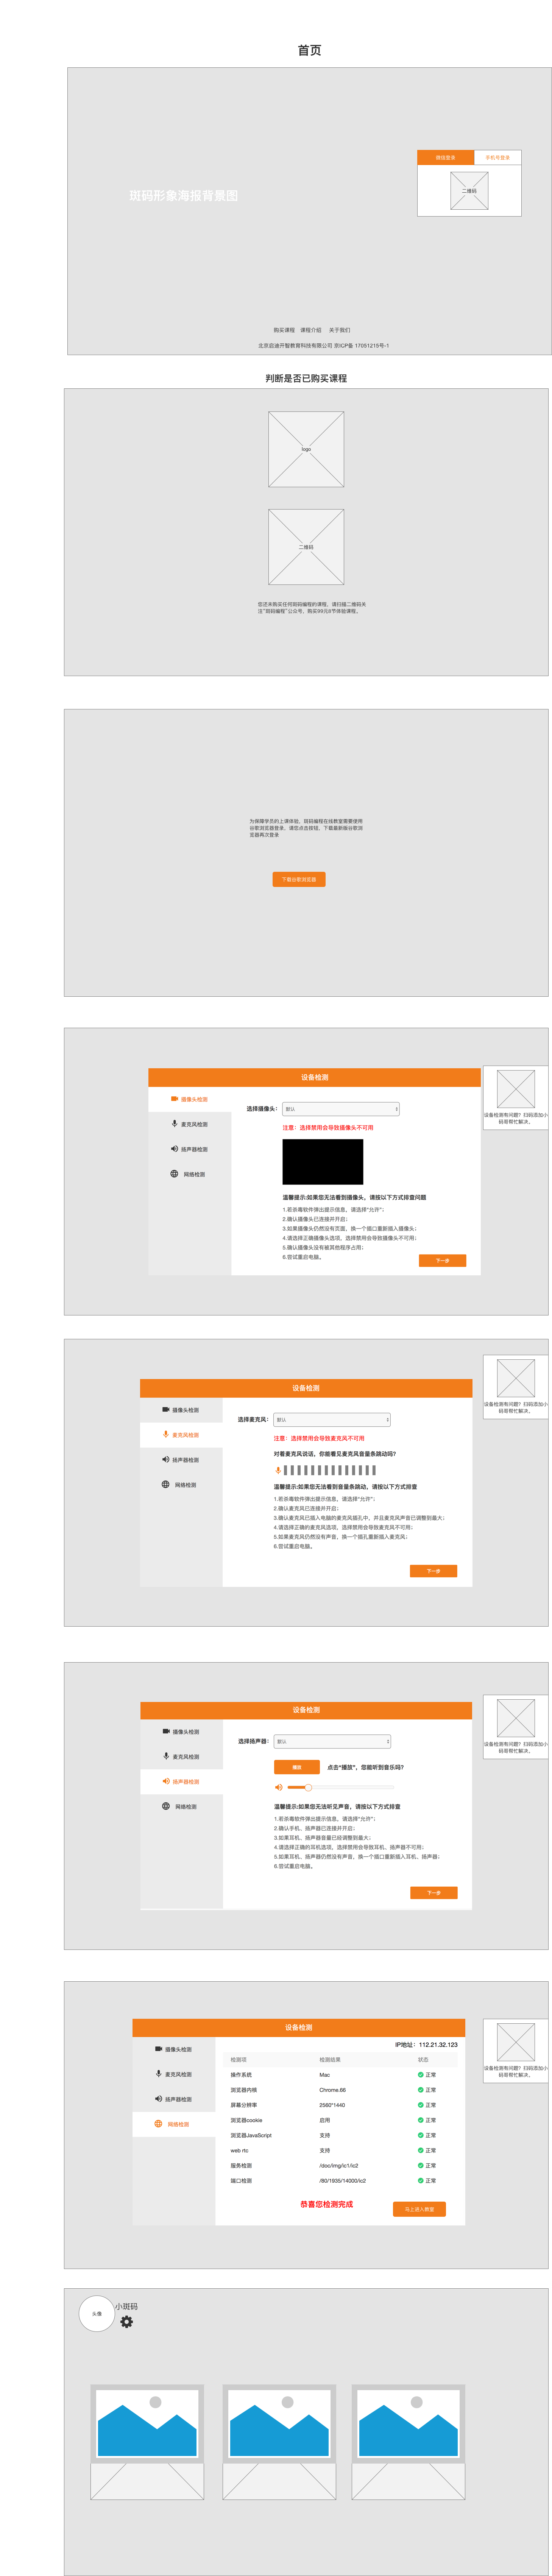 首页
微信登录 手机号登录
二维码
斑码形象海报背景图
购买课程 课程介绍 关于我们
北京启迪开智教育科技有限公司 京ICP备 17051215号-1
判断是否已购买课程
logo
二维码
您还未购买任何斑码编程的课程，请扫描二维码关
注"斑码编程"公众号，购买99元8节体验课程。
为保障学员的上课体验，斑码编程在线教室需要使用
谷歌浏览器登录，请您点击按钮，下载最新版谷歌浏
览器再次登录
下载谷歌浏览器
设备检测
摄像头检测
麦克风检测
扬声器检测
网络检测
选择摄像头： 默认
注意：选择禁用会导致摄像头不可用
温馨提示:如果您无法看到摄像头，请按以下方式排查问题
1.若杀毒软件弹出提示信息，请选择"允许"；
2.确认摄像头已连接并开启；
3.如果摄像头仍然没有页面，换一个插口重新插入摄像头；
4.请选择正确摄像头选项，选择禁用会导致摄像头不可用；
5.确认摄像头没有被其他程序占用；
6.尝试重启电脑。
下一步
设备检测有问题？扫码添加小
码哥帮忙解决。
设备检测
摄像头检测
麦克风检测
扬声器检测
网络检测
选择麦克风： 默认
注意：选择禁用会导致麦克风不可用
对着麦克风说话，你能看见麦克风音量条跳动吗？
温馨提示:如果您无法看到音量条跳动，请按以下方式排查
1.若杀毒软件弹出提示信息，请选择"允许"；
2.确认麦克风已连接并开启；
3.确认麦克风已插入电脑的麦克风插孔中，并且麦克风声音已调整到最大；
4.请选择正确的麦克风选项，选择禁用会导致麦克风不可用；
5.如果麦克风仍然没有声音，换一个插孔重新插入麦克风；
6.尝试重启电脑。
下一步
设备检测有问题？扫码添加小
码哥帮忙解决。
设备检测
摄像头检测
麦克风检测
扬声器检测
网络检测
选择扬声器： 默认
播放 点击"播放"，您能听到音乐吗？
温馨提示:如果您无法听见声音，请按以下方式排查
1.若杀毒软件弹出提示信息，请选择"允许"；
2.确认手机、扬声器已连接并开启；
3.如果耳机、扬声器音量已经调整到最大；
4.请选择正确的耳机选项，选择禁用会导致耳机、扬声器不可用；
5.如果耳机、扬声器仍然没有声音，换一个插口重新插入耳机、扬声器；
6.尝试重启电脑。
下一步
设备检测有问题？扫码添加小
码哥帮忙解决。
设备检测
摄像头检测
麦克风检测
扬声器检测
网络检测
IP地址：112.21.32.123
检测项 检测结果 状态
操作系统 Mac 正常
浏览器内核 Chrome.66 正常
屏幕分辨率 2560*1440 正常
浏览器cookie 启用 正常
浏览器JavaScript 支持 正常
web rtc 支持 正常
服务检测 /doc/img/ic1/ic2 正常
端口检测 /80/1935/14000/ic2 正常
恭喜您检测完成
马上进入教室
设备检测有问题？扫码添加小
码哥帮忙解决。
头像
小斑码